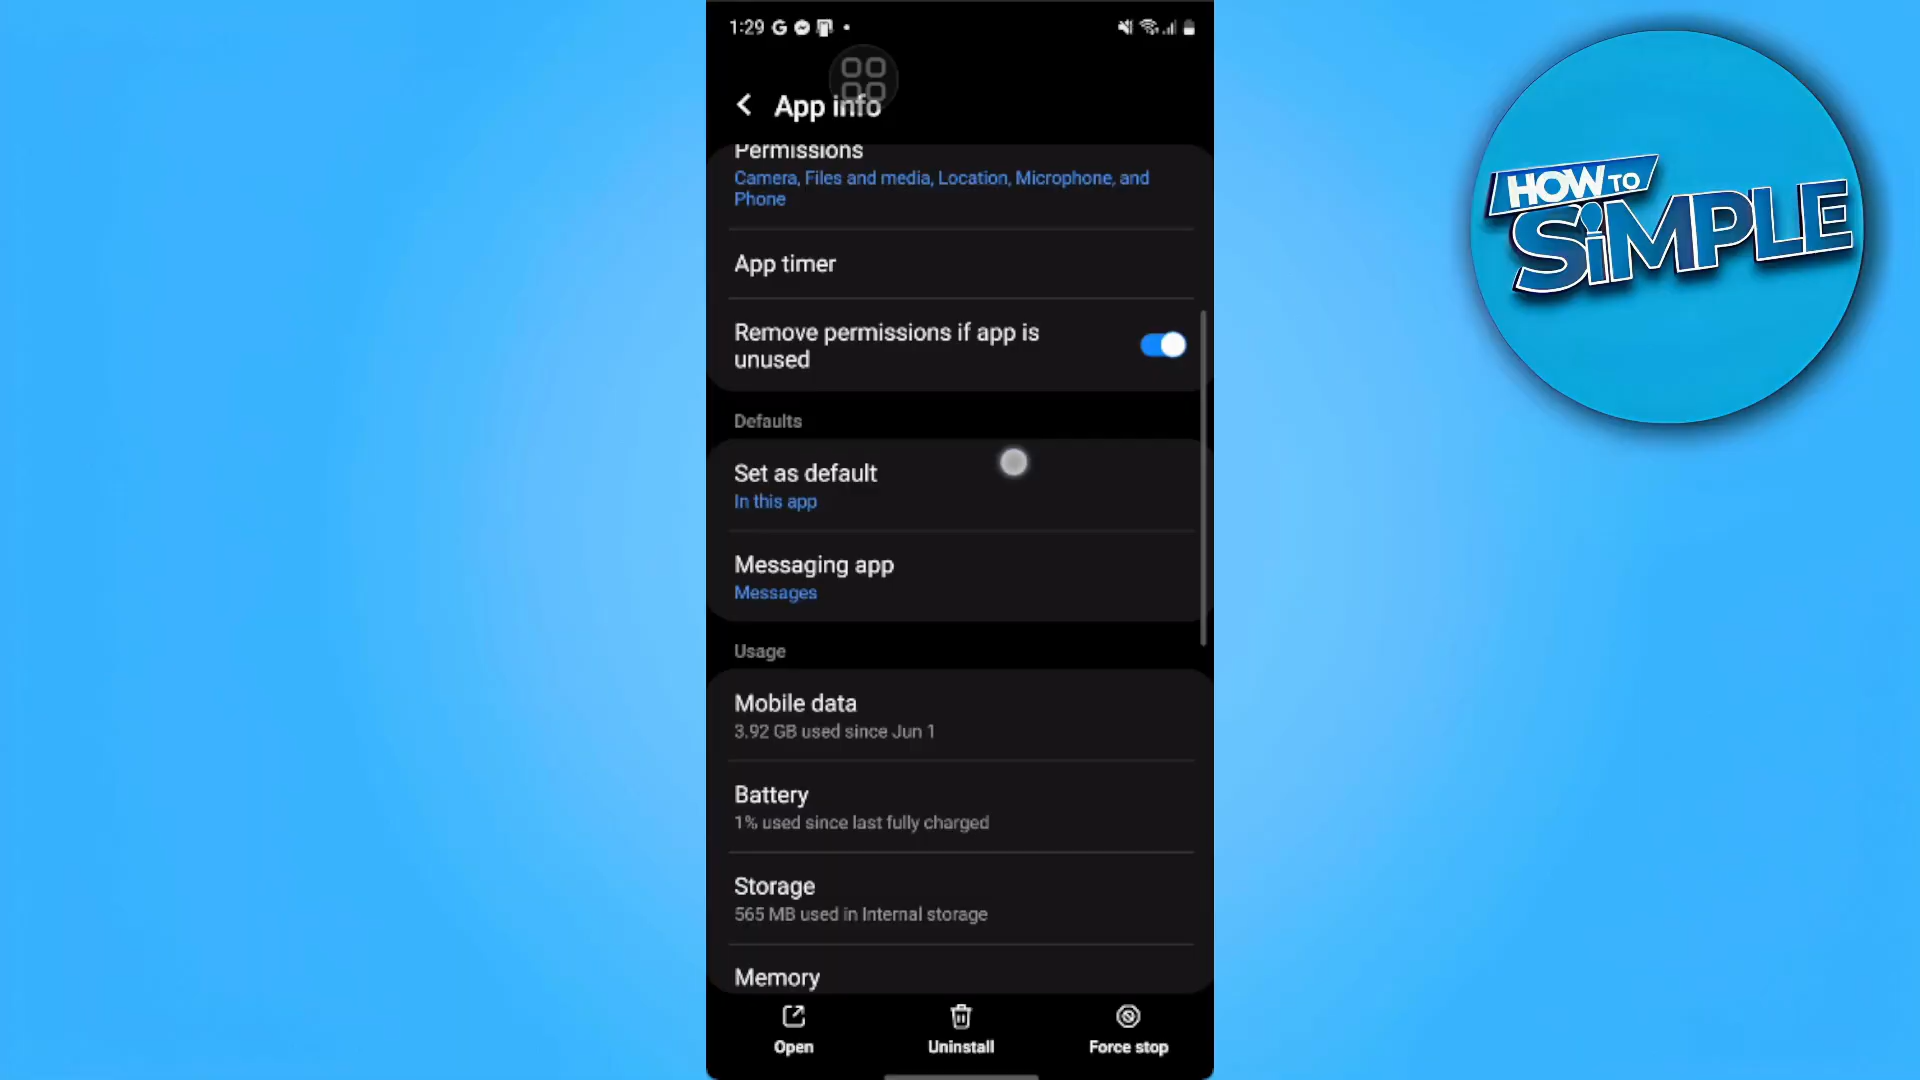 1:29
App info
Permissions
Camera, Files and media, Location, Microphone, and
Phone
App timer
Remove permissions if app is
unused
Defaults
Set as default
In this app
Messaging app
Messages
Usage
Mobile data
3.92 GB used since Jun 1
Battery
1% used since last fully charged
Storage
565 MB used in Internal storage
Memory
Open
Uninstall
Force stop
HOW TO
SiMPLE